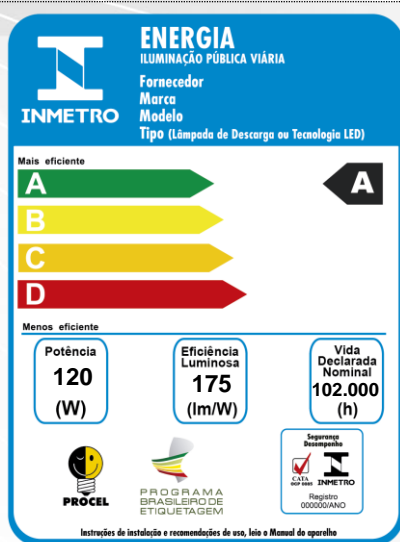 INMETRO
ENERGIA
ILUMINAÇÃO PÚBLICA VIÁRIA
Fornecedor
Marca
Modelo
Tipo (Lâmpada de Descarga ou Tecnologia LED)
Mais eficiente
A
A
B
C
D
Menos eficiente
Potência
120
(W)
Eficiência
Luminosa
175
(lm/W)
Vida
Declarada
Nominal
102.000
(h)
PROCEL
PROGRAMA
BRASILEIRO DE
ETIQUETAGEM
Segurança
Desempenho
CATA
OCP 0085
INMETRO
Registro
000000/ANO
Instruções de instalação e recomendações de uso, leia o Manual do aparelho